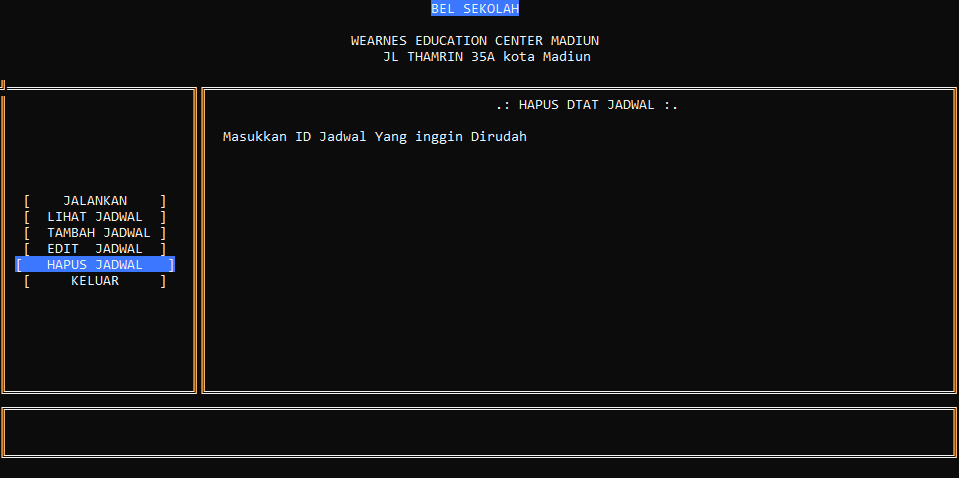 BEL SEKOLAH
WEARNES EDUCATION CENTER MADIUN
JL THAMRIN 35A kota Madiun
.: HAPUS DTAT JADWAL :.
Masukkan ID Jadwal Yang inggin Dirudah
[ JALANKAN ]
[ LIHAT JADWAL ]
[ TAMBAH JADWAL ]
[ EDIT JADWAL ]
[ HAPUS JADWAL ]
[ KELUAR ]